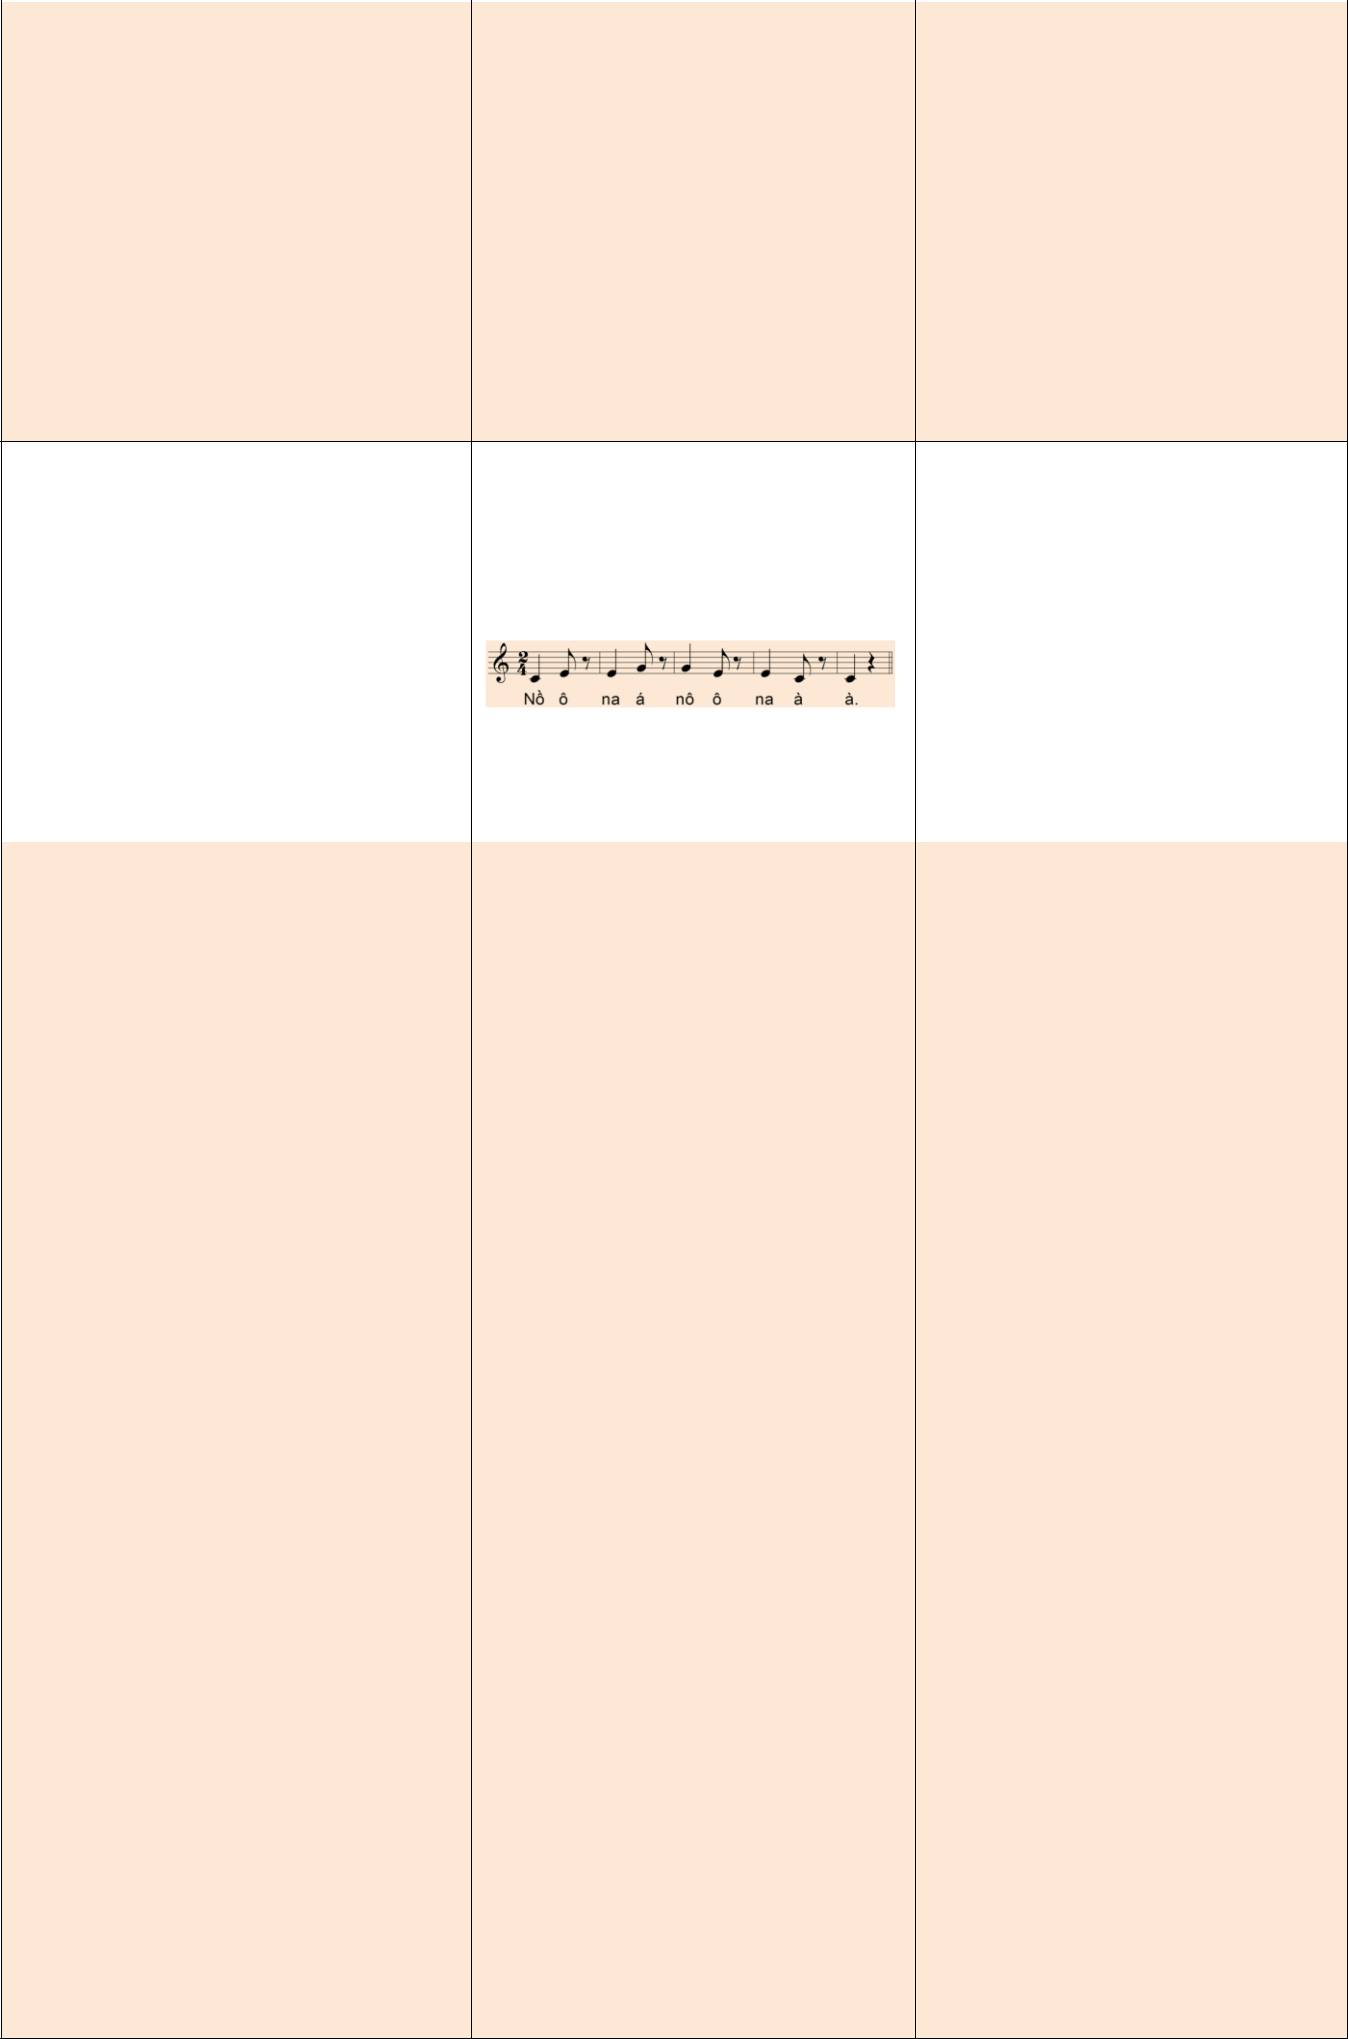 Nồ ô na á nô ô na à à.